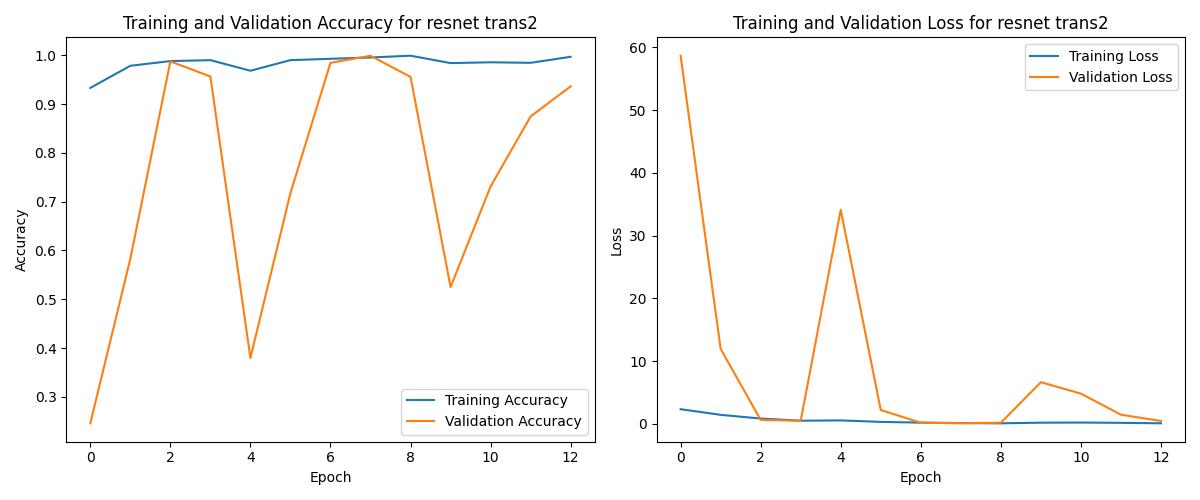 Training and Validation Accuracy for resnet trans2
1.0
0.9
0.8
0.7
0.6
0.5
0.4
0.3
Accuracy
0 2 4 6 8 10 12
Epoch
Training Accuracy
Validation Accuracy
Training and Validation Loss for resnet trans2
60
50
40
30
20
10
0
Loss
0 2 4 6 8 10 12
Epoch
Training Loss
Validation Loss